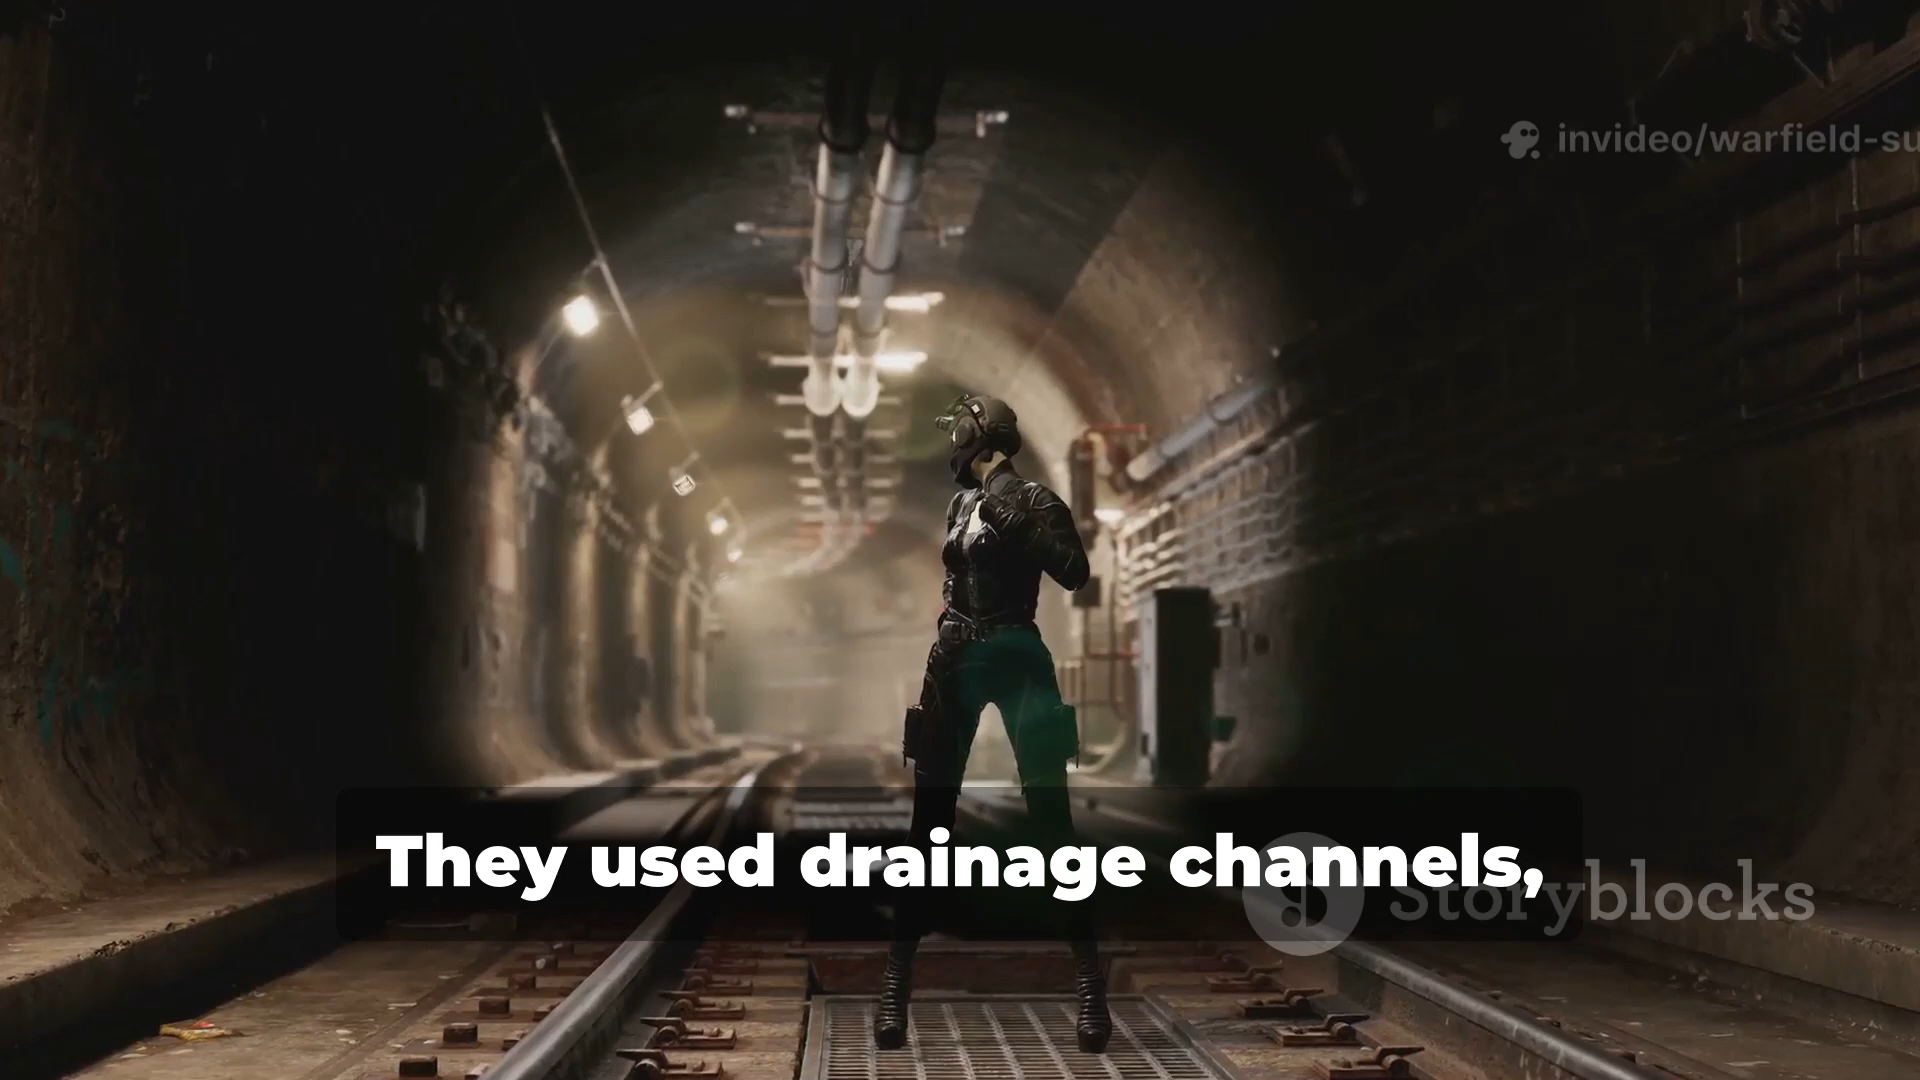 invideo/warfield-su
They used drainage channels,
Storyblocks